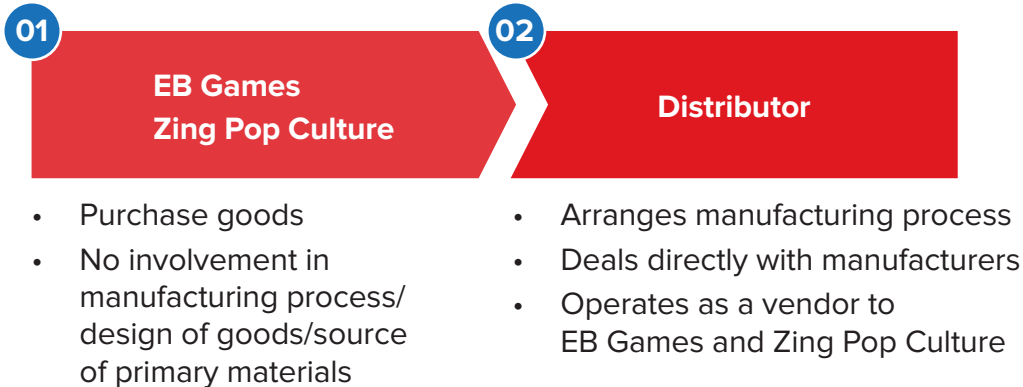 01
EB Games
Zing Pop Culture
• Purchase goods
• No involvement in
manufacturing process/
design of goods/source
of primary materials
02
Distributor
• Arranges manufacturing process
• Deals directly with manufacturers
• Operates as a vendor to
EB Games and Zing Pop Culture